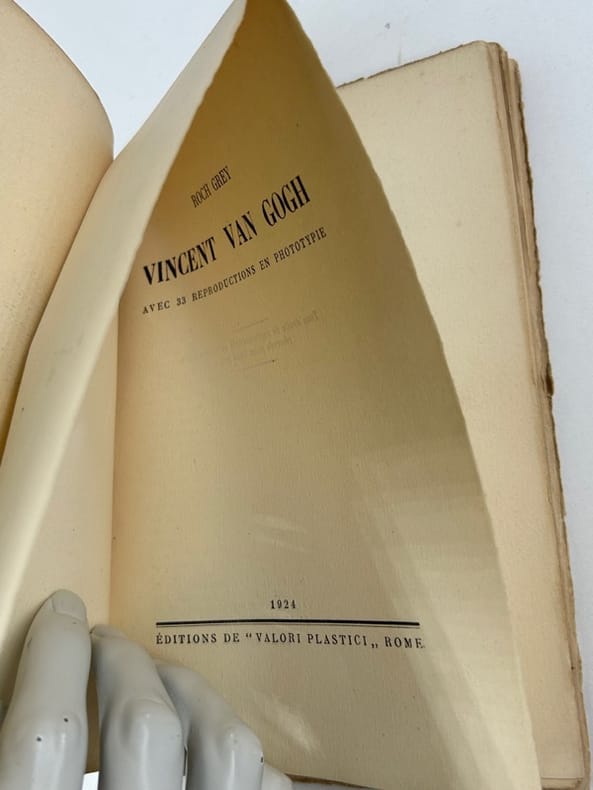 ROCH GREY
VINCENT VAN GOGH
AVEC 33 REPRODUCTIONS EN PHOTOTYPIE
1924
ÉDITIONS DE “VALORI PLASTICI„ ROME